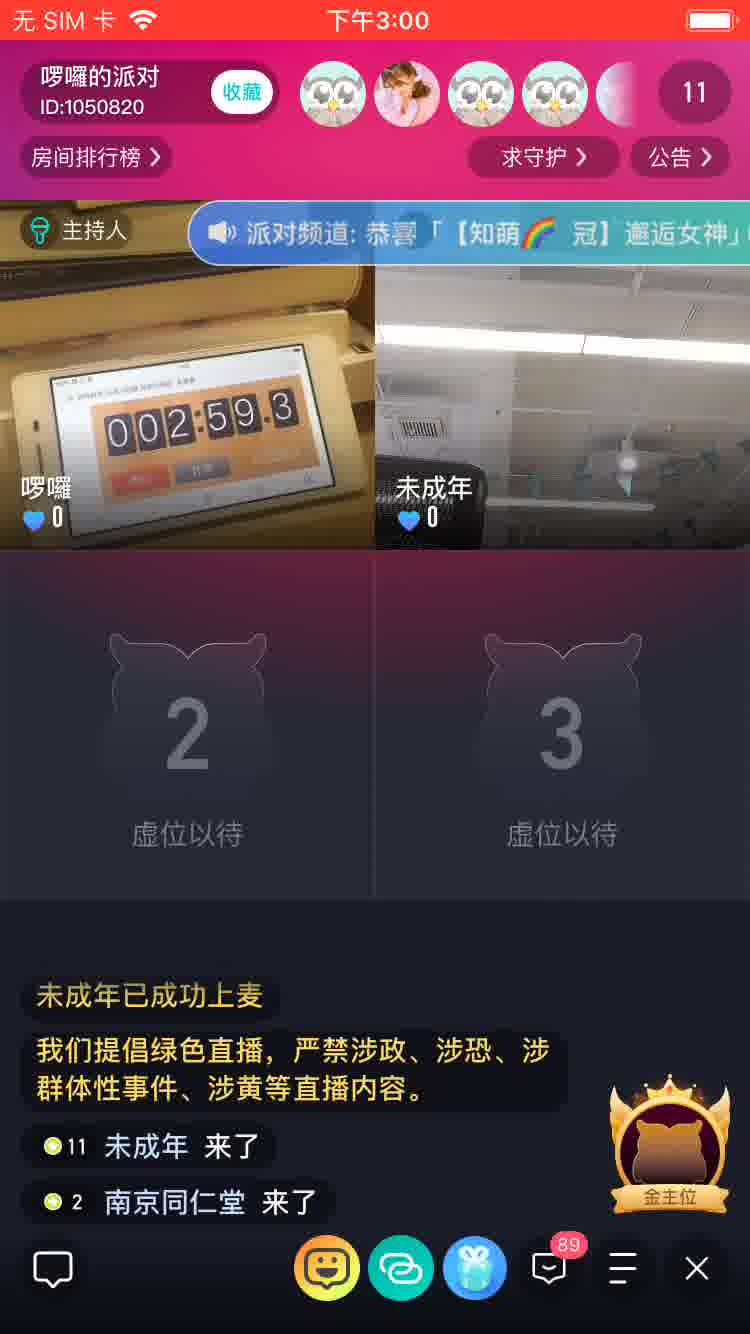 无 SIM 卡
下午3:00
啰囉的派对
ID:1050820
收藏
11
房间排行榜
求守护
公告
主持人
派对频道: 恭喜「【知萌🌈 冠】邂逅女神」
002:59.3
啰囉
0
未成年
0
2
虚位以待
3
虚位以待
未成年已成功上麦
我们提倡绿色直播，严禁涉政、涉恐、涉
群体性事件、涉黄等直播内容。
11 未成年 来了
2 南京同仁堂 来了
金主位
89